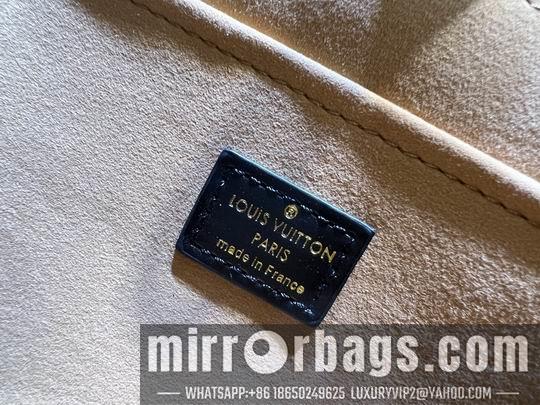 ®
LOUIS VUITTON
PARIS
made in France
mirrorbags.com
WHATSAPP:+86 18650249625 LUXURYVIP2@YAHOO.COM